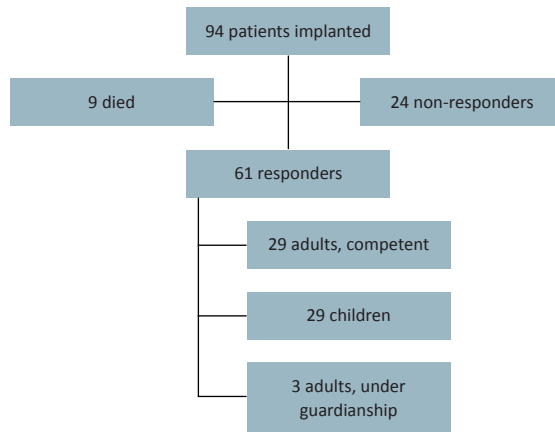 94 patients implanted
9 died
24 non-responders
61 responders
29 adults, competent
29 children
3 adults, under
guardianship